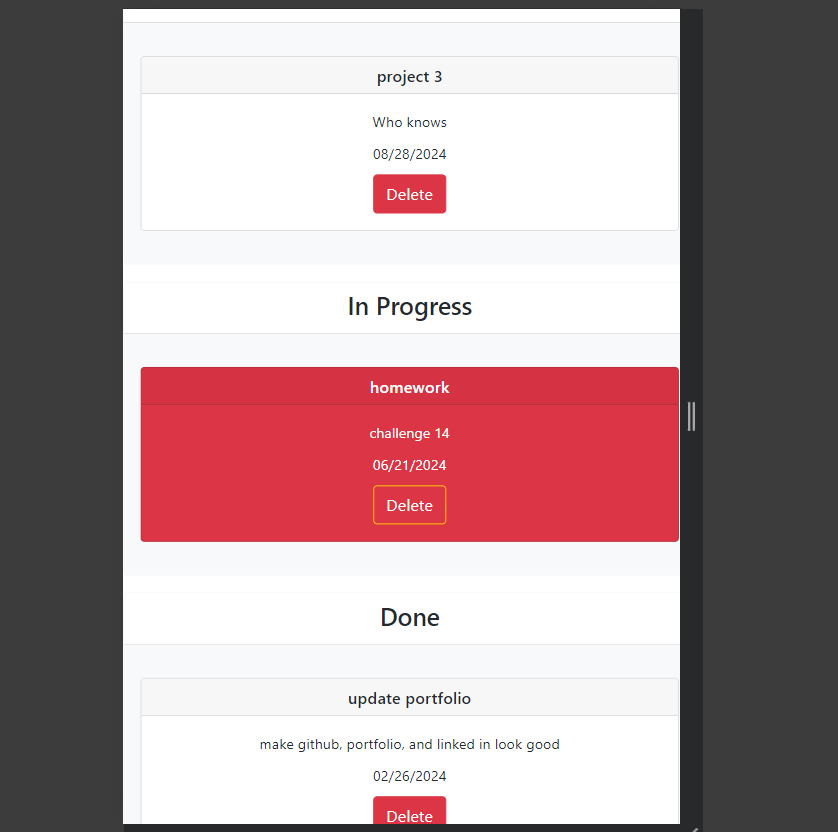 project 3
Who knows
08/28/2024
Delete
In Progress
homework
challenge 14
06/21/2024
Delete
Done
update portfolio
make github, portfolio, and linked in look good
02/26/2024
Delete